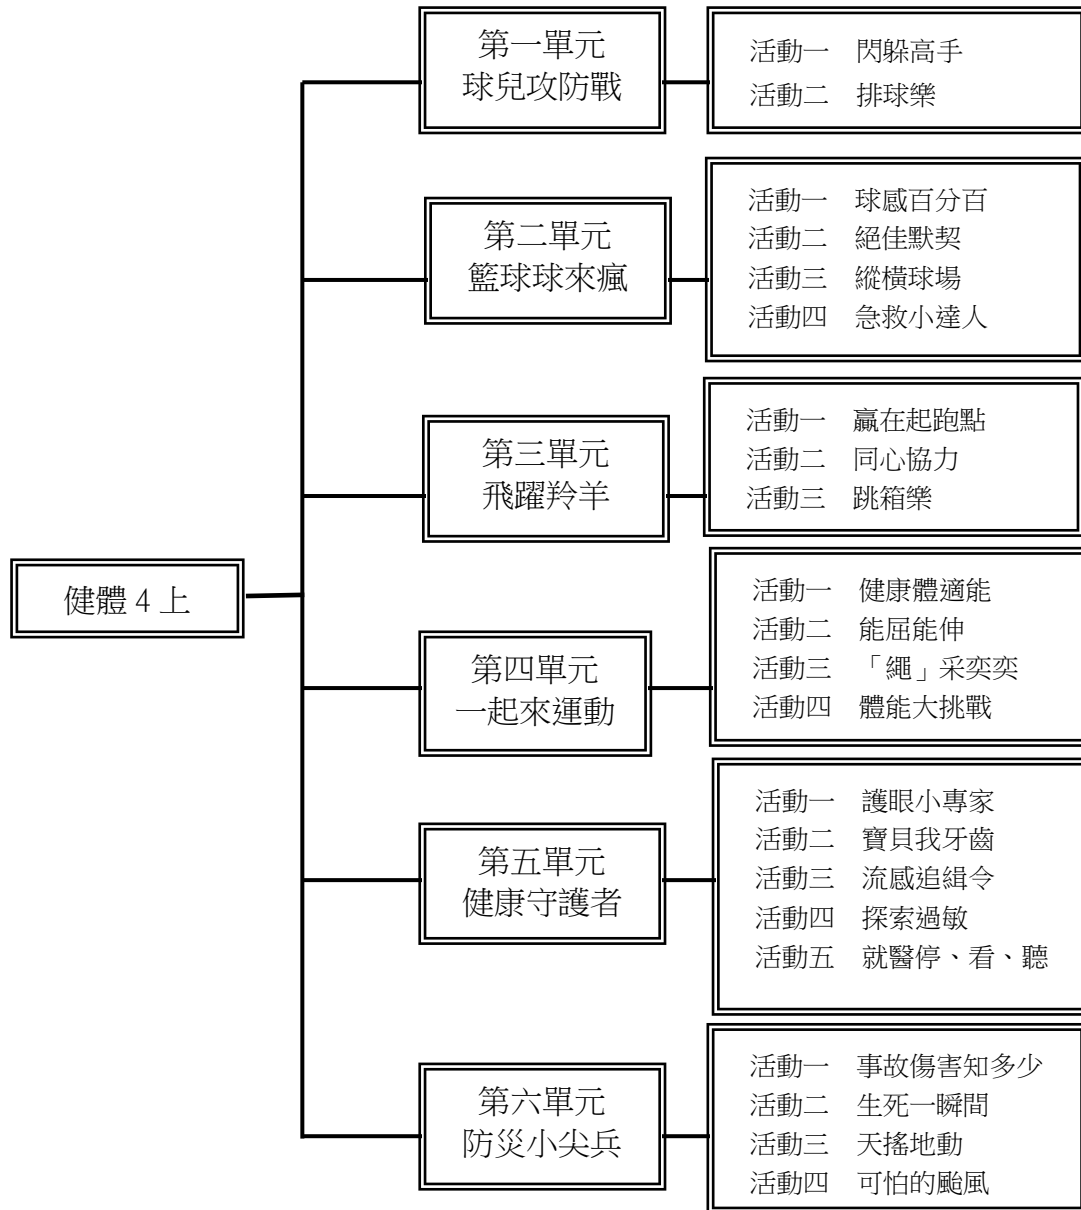 健體 4 上
第一單元
球兒攻防戰
活動一　閃躲高手
活動二　排球樂
第二單元
籃球球來瘋
活動一　球感百分百
活動二　絕佳默契
活動三　縱橫球場
活動四　急救小達人
第三單元
飛躍羚羊
活動一　贏在起跑點
活動二　同心協力
活動三　跳箱樂
第四單元
一起來運動
活動一　健康體適能
活動二　能屈能伸
活動三　「繩」采奕奕
活動四　體能大挑戰
第五單元
健康守護者
活動一　護眼小專家
活動二　寶貝我牙齒
活動三　流感追緝令
活動四　探索過敏
活動五　就醫停、看、聽
第六單元
防災小尖兵
活動一　事故傷害知多少
活動二　生死一瞬間
活動三　天搖地動
活動四　可怕的颱風